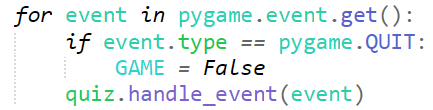 for event in pygame.event.get():
    if event.type == pygame.QUIT:
        GAME = False
    quiz.handle_event(event)